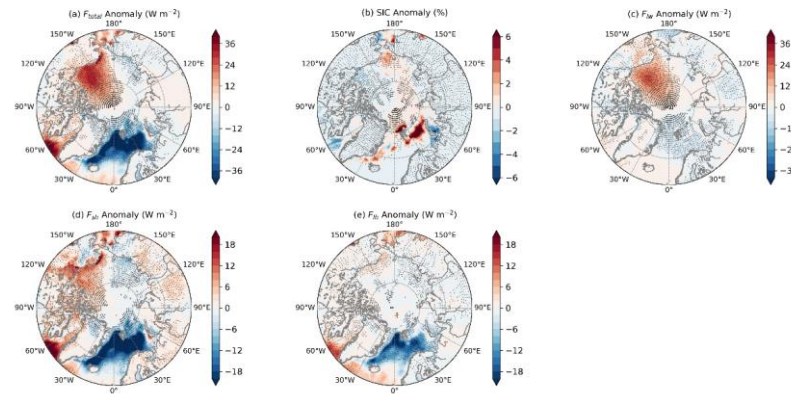 (a) F_total Anomaly (W m⁻²)
180°
150°W
150°E
120°W
120°E
90°W
90°E
60°W
60°E
30°W
30°E
0°
36
24
12
0
−12
−24
−36
(b) SIC Anomaly (%)
180°
150°W
150°E
120°W
120°E
90°W
90°E
60°W
60°E
30°W
30°E
0°
6
4
2
0
−2
−4
−6
(c) F_lw Anomaly (W m⁻²)
180°
150°W
150°E
120°W
120°E
90°W
90°E
60°W
60°E
30°W
30°E
0°
36
24
12
0
−12
−24
−36
(d) F_sh Anomaly (W m⁻²)
180°
150°W
150°E
120°W
120°E
90°W
90°E
60°W
60°E
30°W
30°E
0°
18
12
6
0
−6
−12
−18
(e) F_lh Anomaly (W m⁻²)
180°
150°W
150°E
120°W
120°E
90°W
90°E
60°W
60°E
30°W
30°E
0°
18
12
6
0
−6
−12
−18